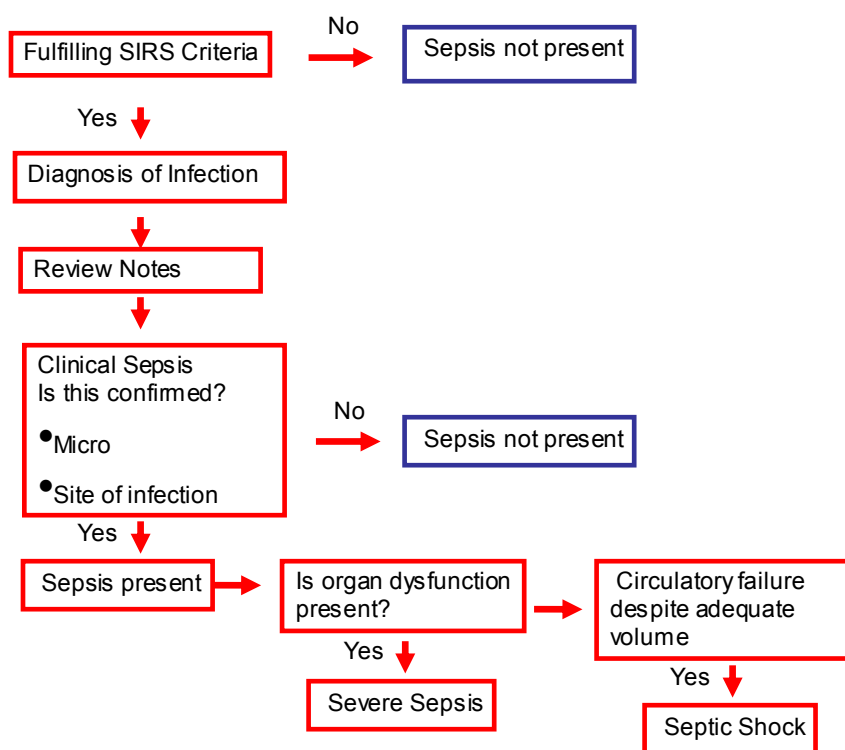 No
Fulfilling SIRS Criteria
Sepsis not present
Yes
Diagnosis of Infection
Review Notes
Clinical Sepsis
Is this confirmed?
•Micro
•Site of infection
No
Sepsis not present
Yes
Sepsis present
Is organ dysfunction
present?
Circulatory failure
despite adequate
volume
Yes
Severe Sepsis
Yes
Septic Shock